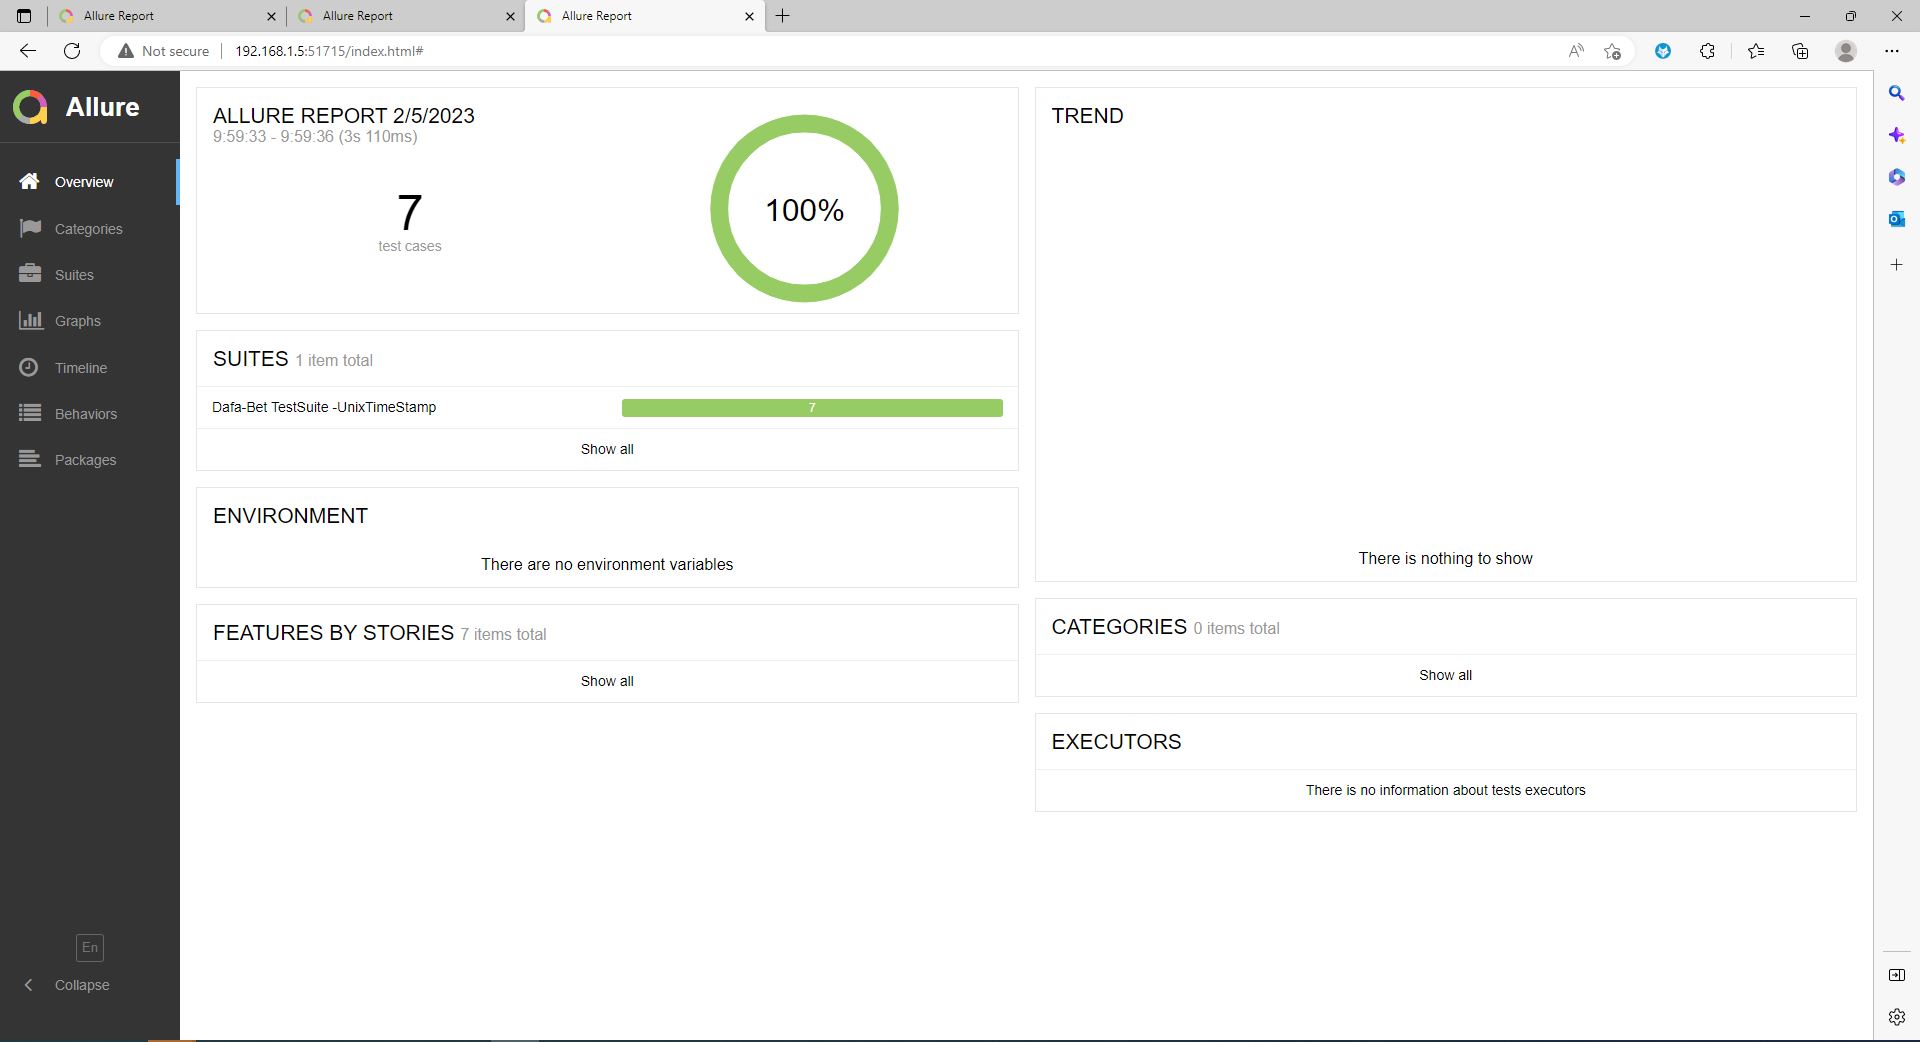 Allure Report
Allure Report
Allure Report
Not secure
192.168.1.5:51715/index.html#
Allure
Overview
Categories
Suites
Graphs
Timeline
Behaviors
Packages
En
Collapse
ALLURE REPORT 2/5/2023
9:59:33 - 9:59:36 (3s 110ms)
7
test cases
100%
SUITES 1 item total
Dafa-Bet TestSuite -UnixTimeStamp 7
Show all
ENVIRONMENT
There are no environment variables
FEATURES BY STORIES 7 items total
Show all
TREND
There is nothing to show
CATEGORIES 0 items total
Show all
EXECUTORS
There is no information about tests executors